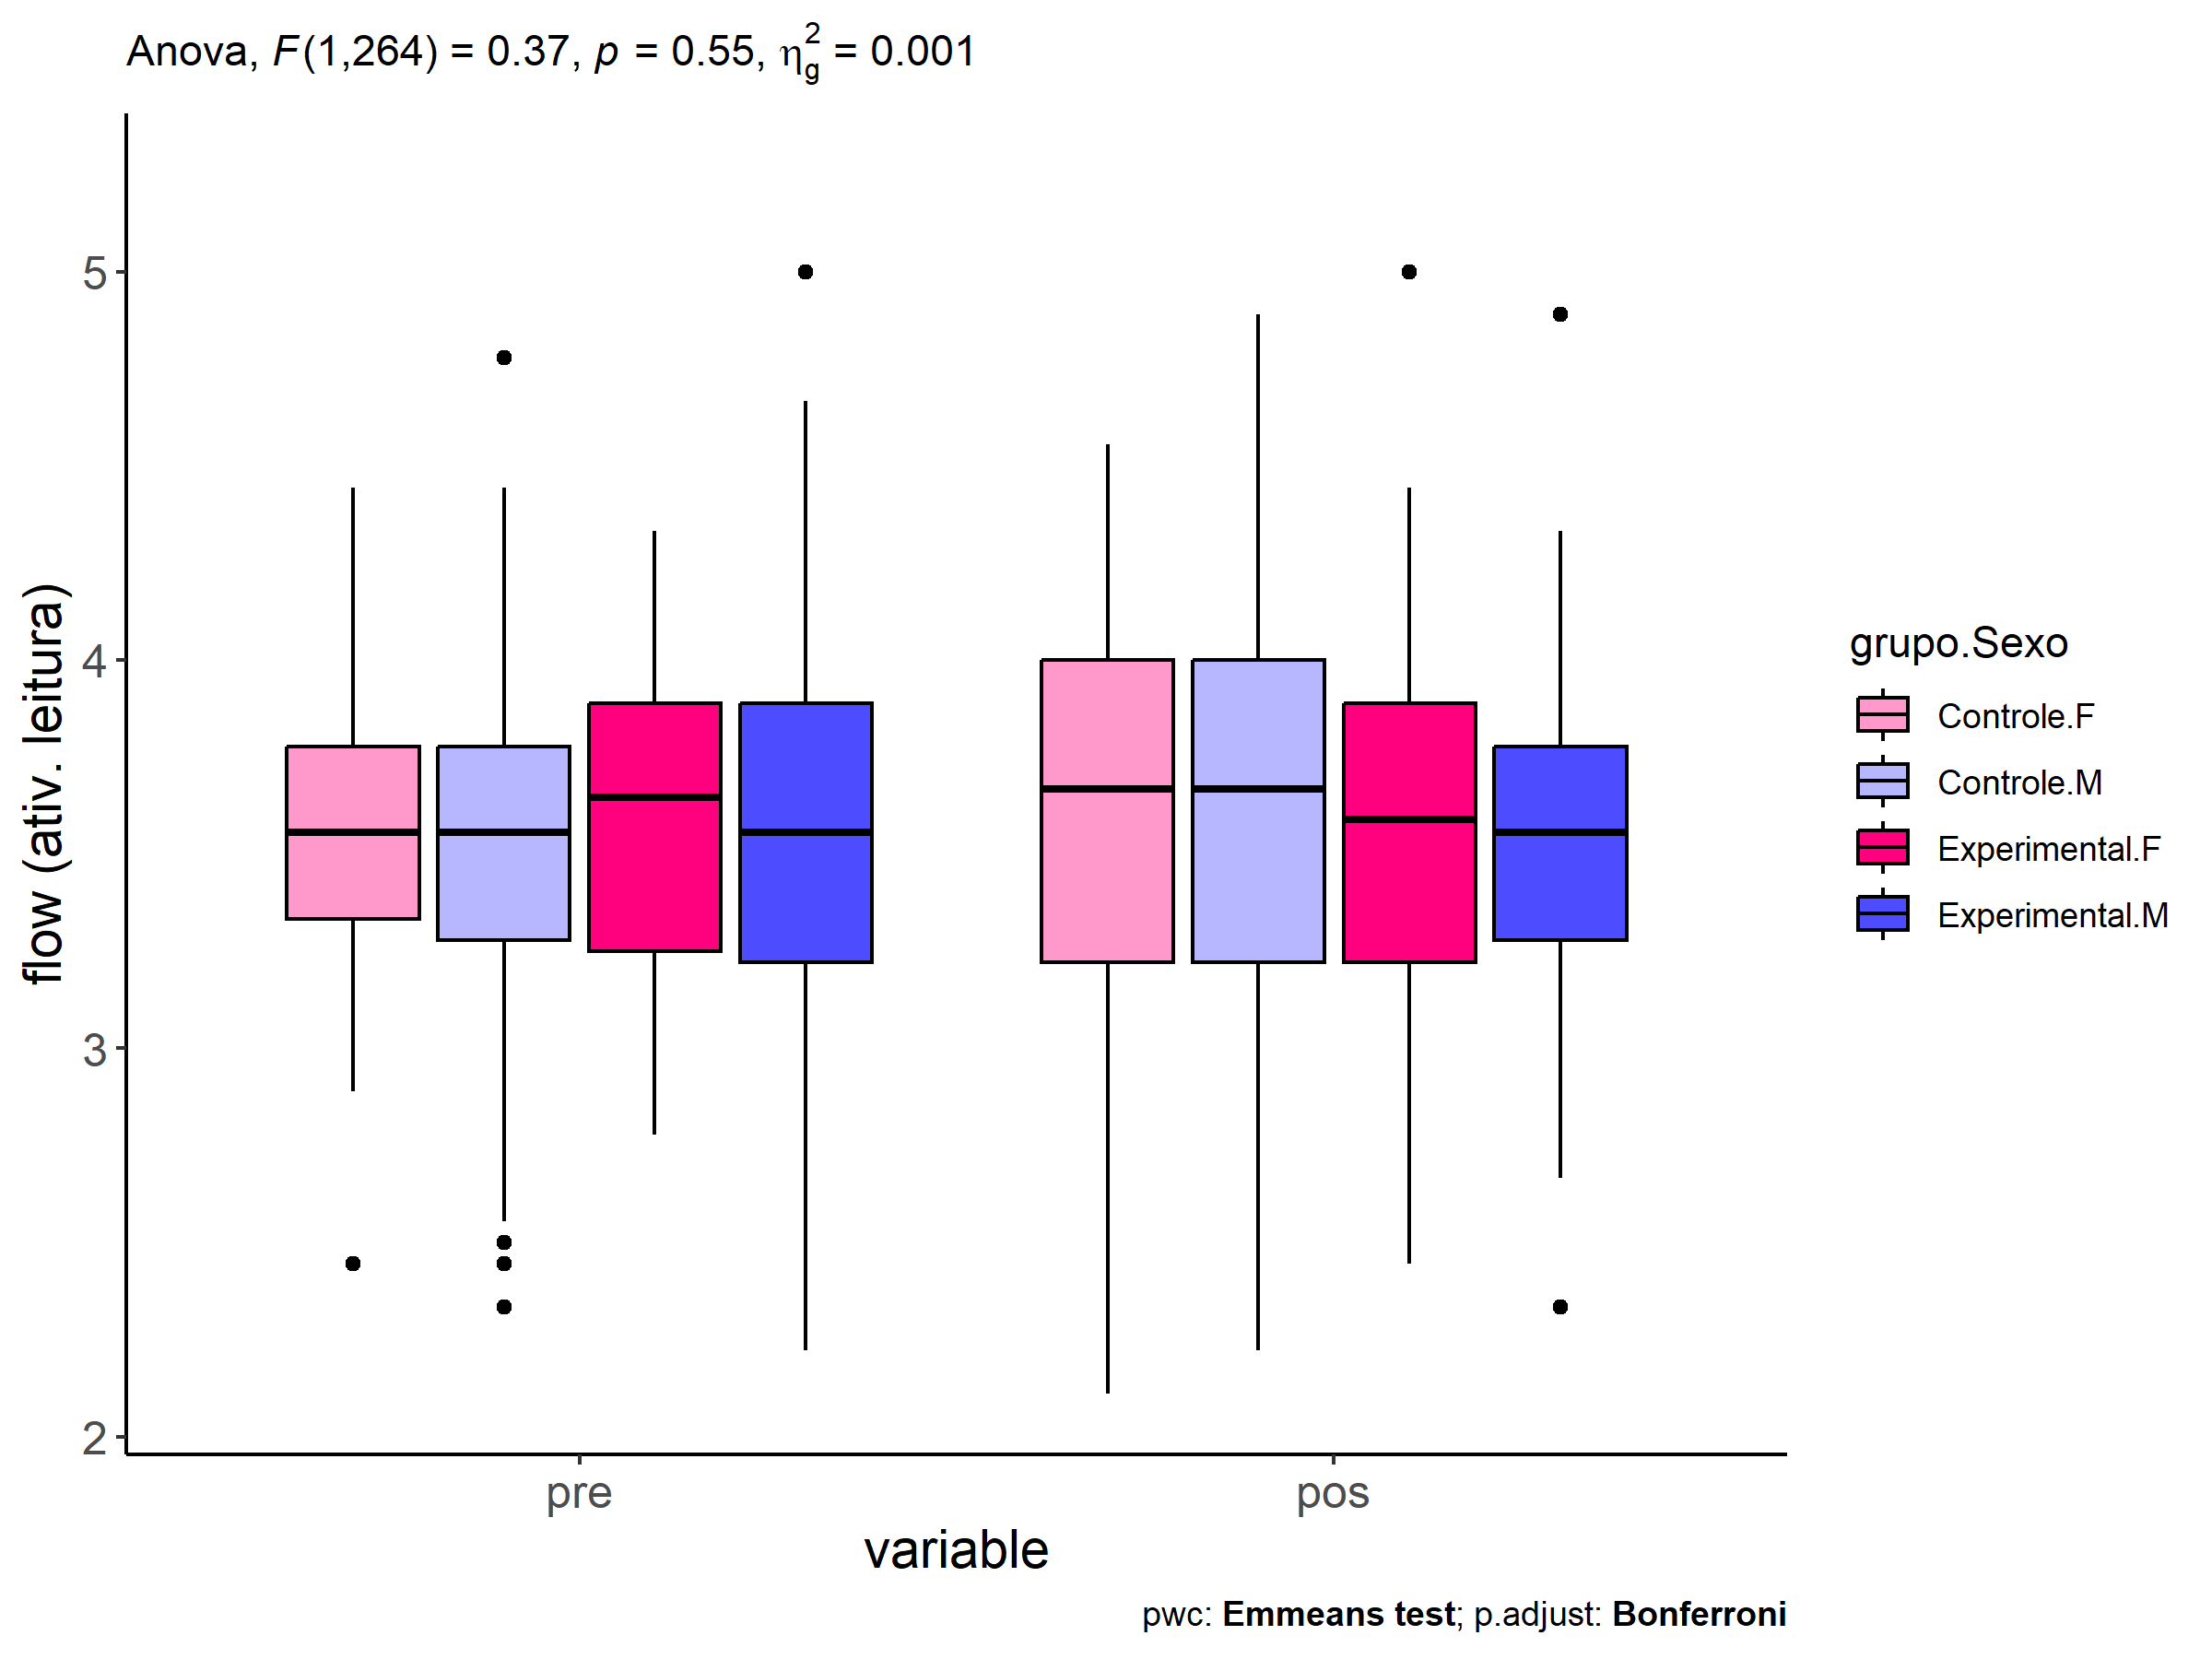 Anova, F(1,264) = 0.37, p = 0.55, η²g = 0.001
flow (ativ. leitura)
5
4
3
2
pre
pos
variable
grupo.Sexo
Controle.F
Controle.M
Experimental.F
Experimental.M
pwc: Emmeans test; p.adjust: Bonferroni